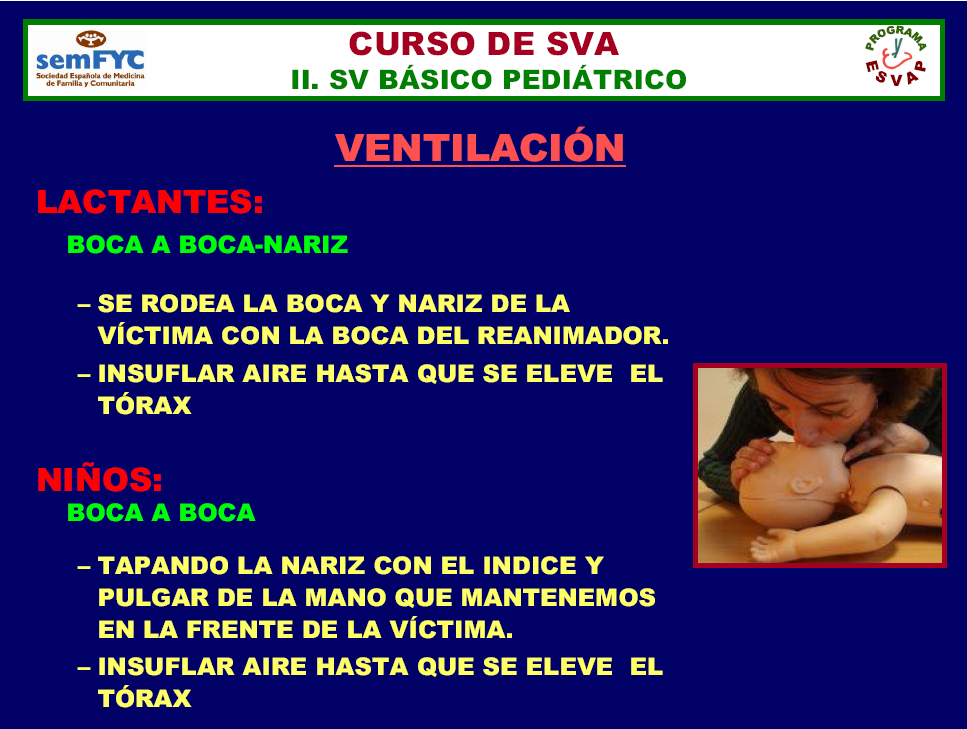 semFYC
Sociedad Española de Medicina
de Familia y Comunitaria
CURSO DE SVA
II. SV BÁSICO PEDIÁTRICO
PROGRAMA
ESVAP
VENTILACIÓN
LACTANTES:
BOCA A BOCA-NARIZ
– SE RODEA LA BOCA Y NARIZ DE LA
VÍCTIMA CON LA BOCA DEL REANIMADOR.
– INSUFLAR AIRE HASTA QUE SE ELEVE  EL
TÓRAX
NIÑOS:
BOCA A BOCA
– TAPANDO LA NARIZ CON EL INDICE Y
PULGAR DE LA MANO QUE MANTENEMOS
EN LA FRENTE DE LA VÍCTIMA.
– INSUFLAR AIRE HASTA QUE SE ELEVE  EL
TÓRAX